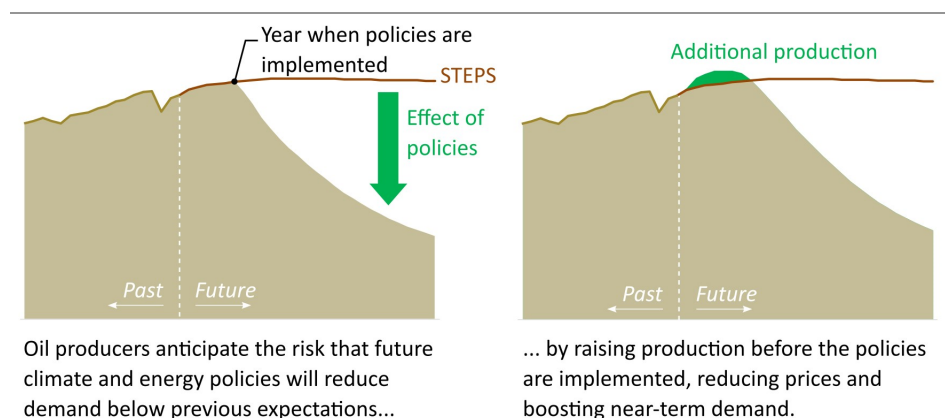 Year when policies are
implemented
STEPS
Effect of
policies
Past
Future
Oil producers anticipate the risk that future
climate and energy policies will reduce
demand below previous expectations...
Additional production
Past
Future
... by raising production before the policies
are implemented, reducing prices and
boosting near-term demand.